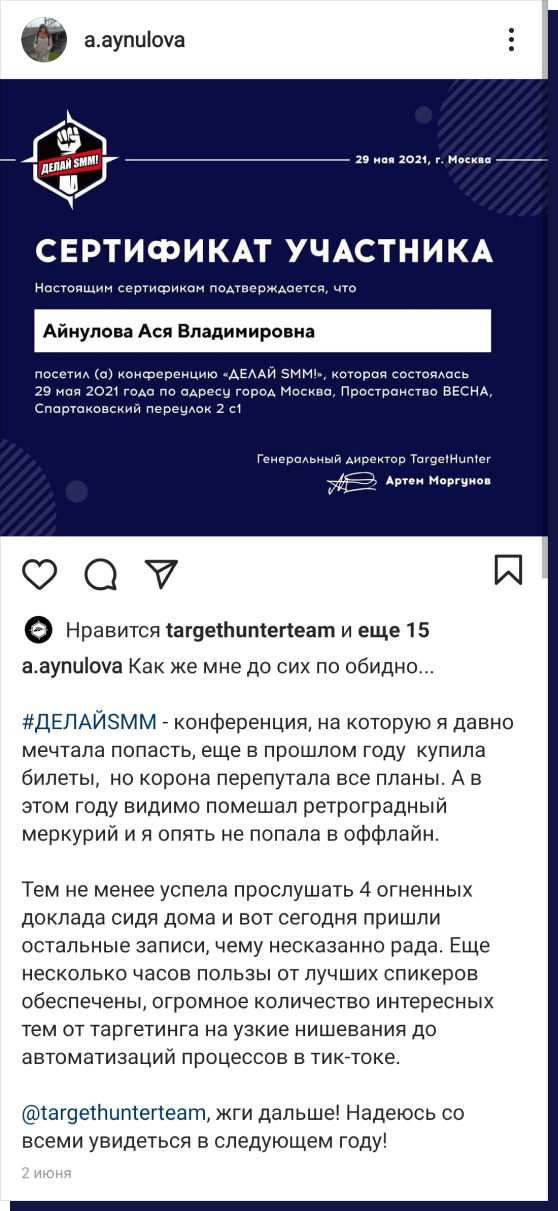 a.aynulova
ДЕЛАЙ SMM!
29 мая 2021, г. Москва
СЕРТИФИКАТ УЧАСТНИКА
Настоящим сертификам подтверждается, что
Айнулова Ася Владимировна
посетил (а) конференцию «ДЕЛАЙ SMM!», которая состоялась
29 мая 2021 года по адресу город Москва, Пространство ВЕСНА,
Спартаковский переулок 2 с1
Генеральный директор TargetHunter
Артем Моргунов
Нравится targethunterteam и еще 15
a.aynulova Как же мне до сих по обидно...
#ДЕЛАЙSMM - конференция, на которую я давно
мечтала попасть, еще в прошлом году купила
билеты, но корона перепутала все планы. А в
этом году видимо помешал ретроградный
меркурий и я опять не попала в оффлайн.
Тем не менее успела прослушать 4 огненных
доклада сидя дома и вот сегодня пришли
остальные записи, чему несказанно рада. Еще
несколько часов пользы от лучших спикеров
обеспечены, огромное количество интересных
тем от таргетинга на узкие нишевания до
автоматизаций процессов в тик-токе.
@targethunterteam, жги дальше! Надеюсь со
всеми увидеться в следующем году!
2 июня